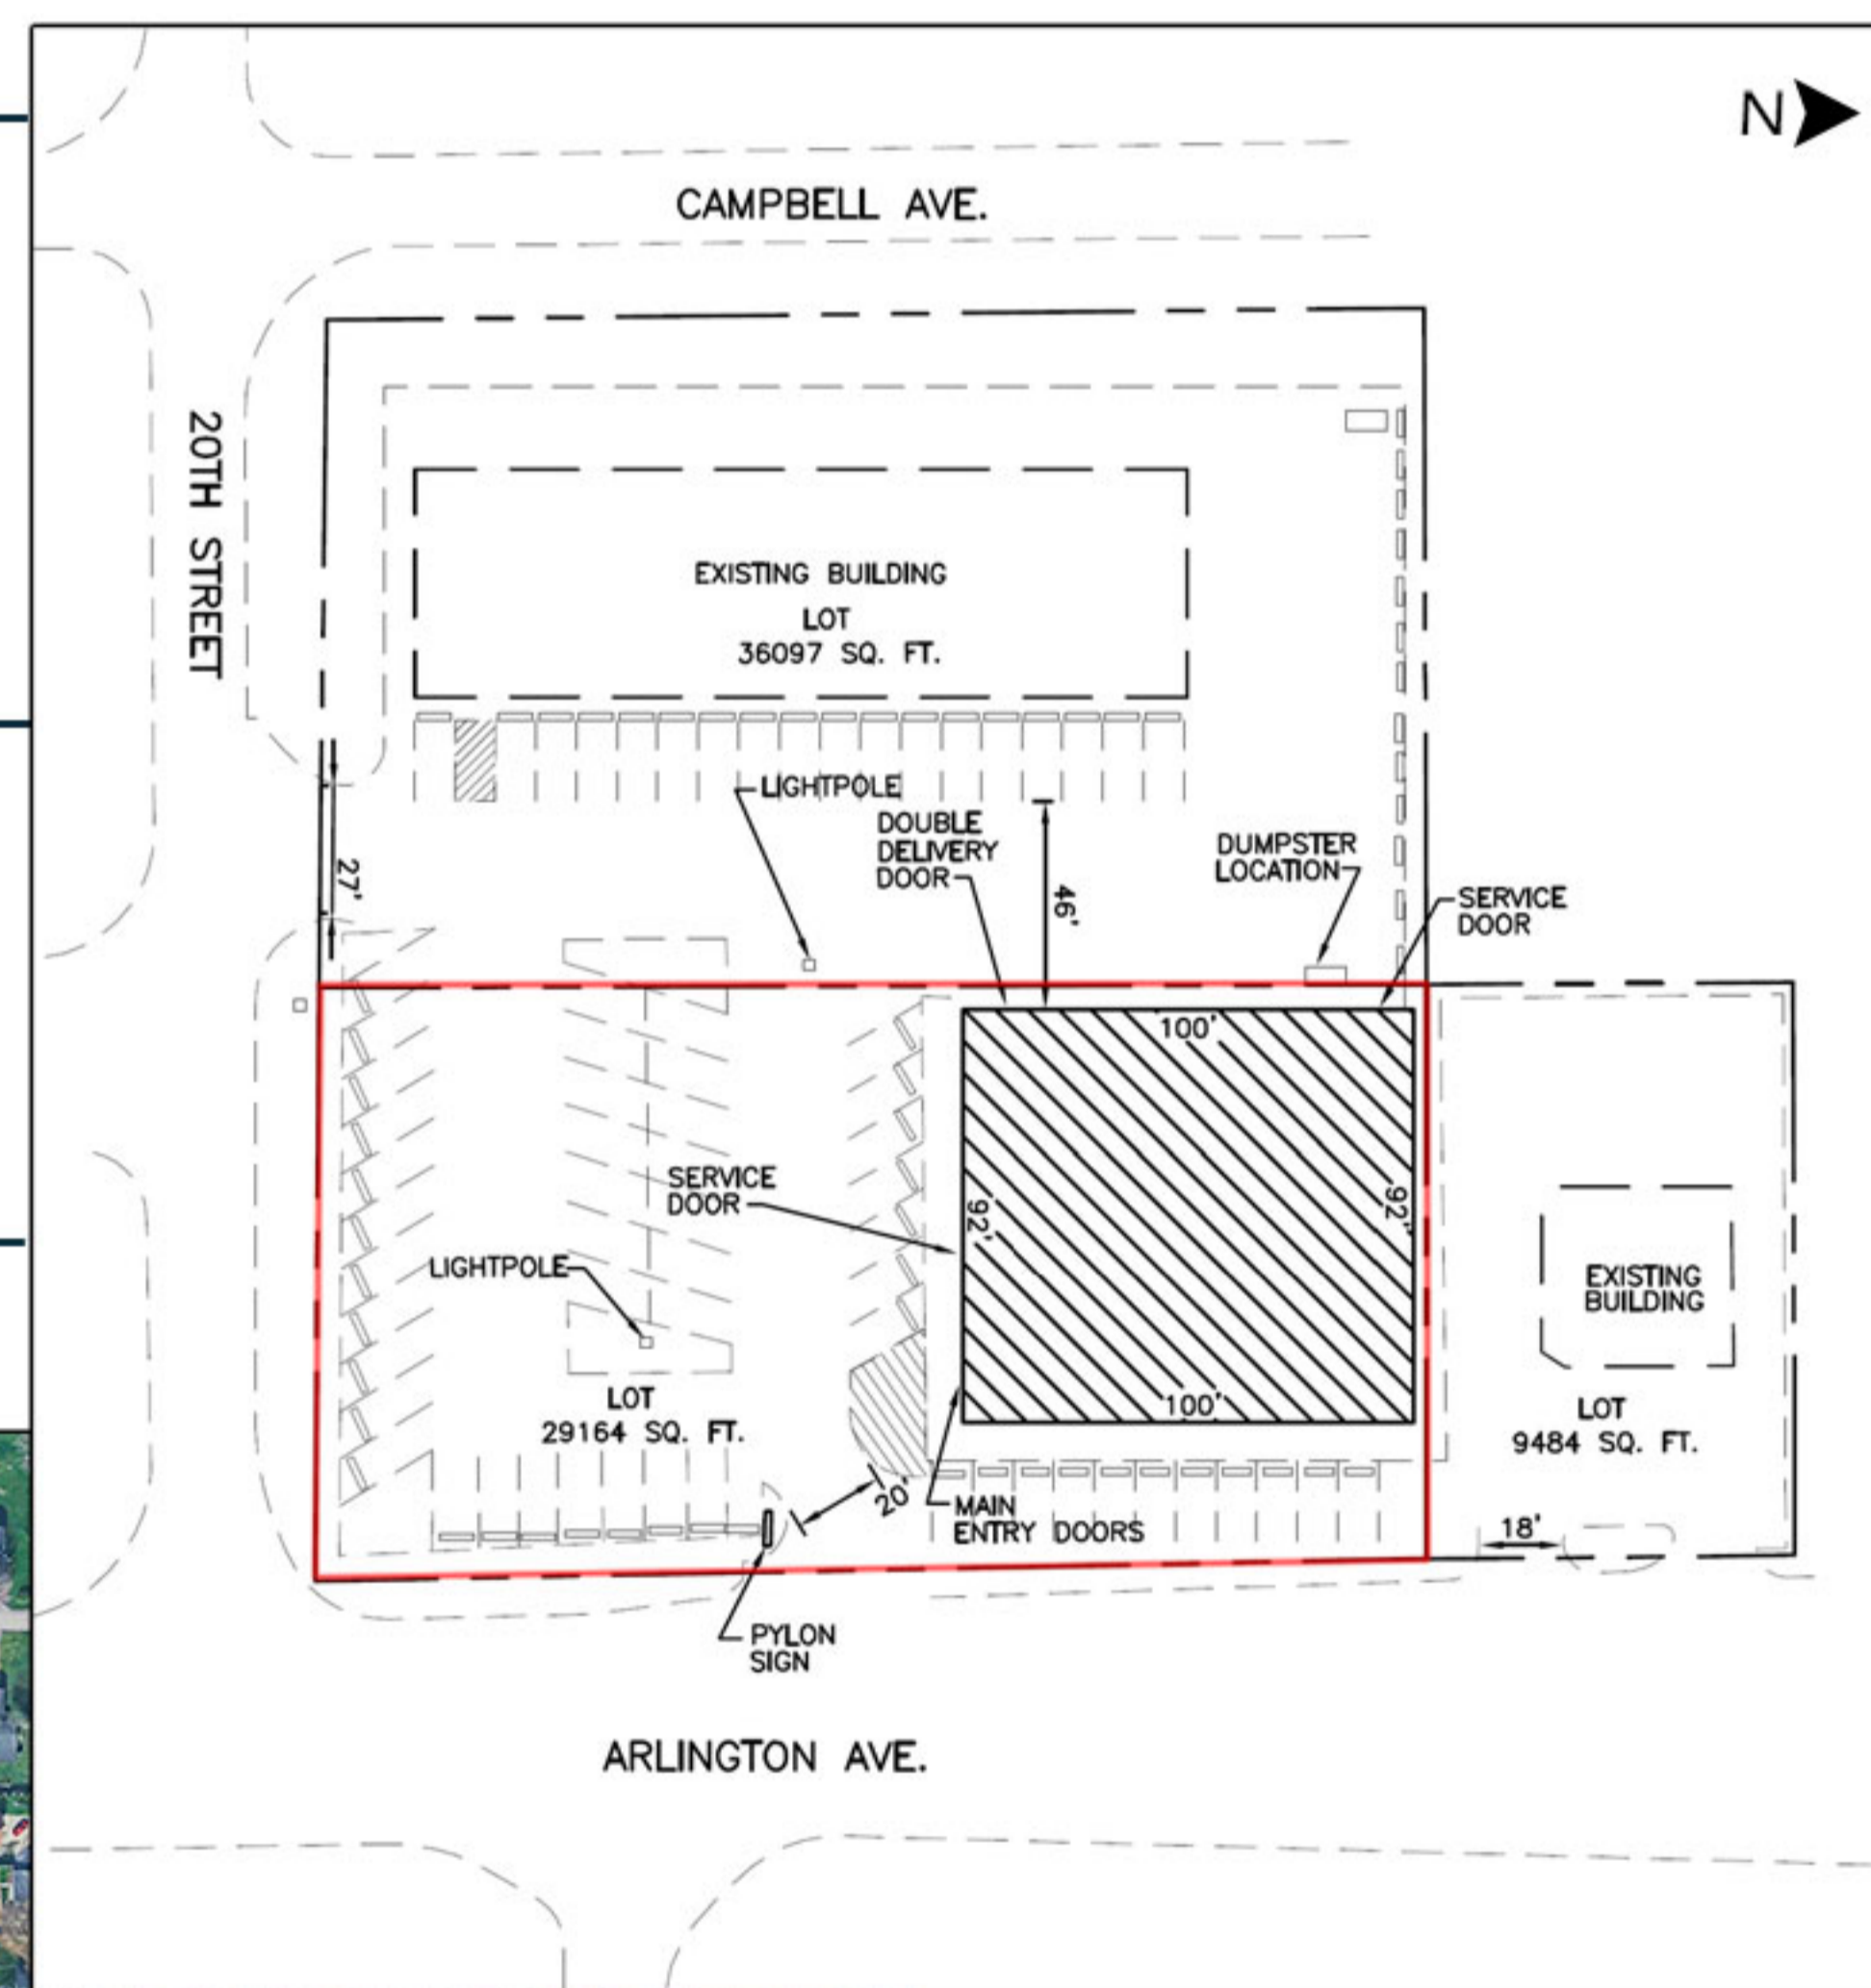 N
CAMPBELL AVE.
20TH STREET
EXISTING BUILDING
LOT
36097 SQ. FT.
LIGHTPOLE
DOUBLE
DELIVERY
DOOR
46'
DUMPSTER
LOCATION
SERVICE
DOOR
27'
100'
SERVICE
DOOR
92'
92'
LIGHTPOLE
EXISTING
BUILDING
LOT
29164 SQ. FT.
100'
LOT
9484 SQ. FT.
20'
MAIN
ENTRY DOORS
18'
PYLON
SIGN
ARLINGTON AVE.